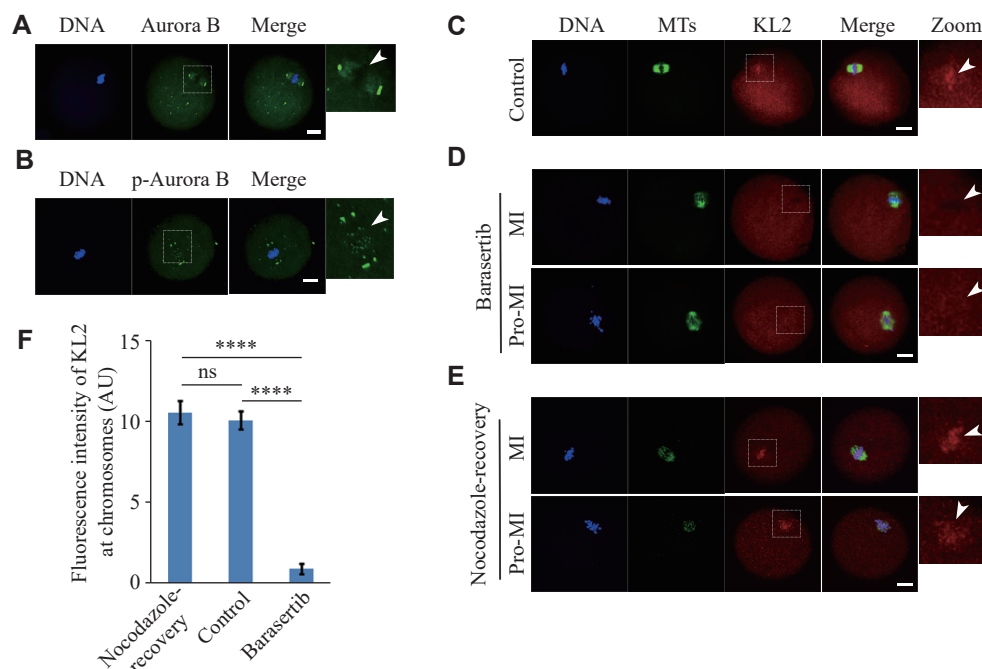 A
DNA Aurora B Merge
B
DNA p-Aurora B Merge
C
DNA MTs KL2 Merge Zoom
Control
D
Barasertib
MI
Pro-MI
E
Nocodazole-recovery
MI
Pro-MI
F
Fluorescence intensity of KL2
at chromosomes (AU)
15
10
5
0
****
ns
****
Nocodazole-
recovery
Control
Barasertib